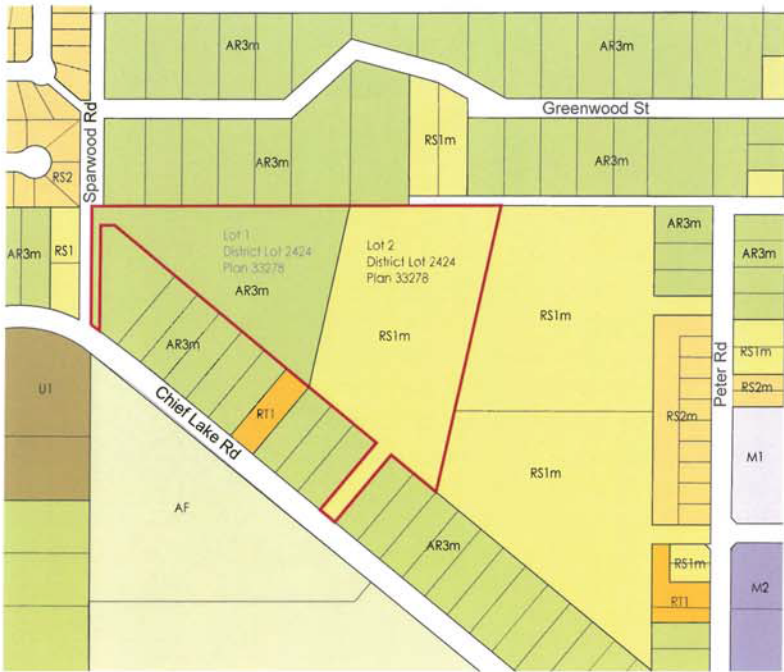 AR3m
AR3m
Greenwood St
Sparwood Rd
RS1m
AR3m
AR3m
RS2
Lot 1
District Lot 2424
Plan 33278
AR3m
Lot 2
District Lot 2424
Plan 33278
AR3m
AR3m
AR3m
RS1
RS1m
RS1m
AR3m
RS1m
Peter Rd
U1
RT1
Chief Lake Rd
RS2m
RS2m
M1
RS1m
AF
AR3m
RS1m
RT1
M2